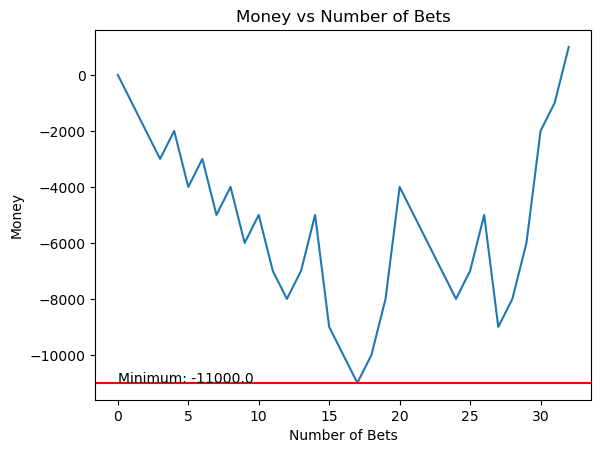 Money vs Number of Bets
0
−2000
−4000
−6000
−8000
−10000
Money
Minimum: -11000.0
0 5 10 15 20 25 30
Number of Bets